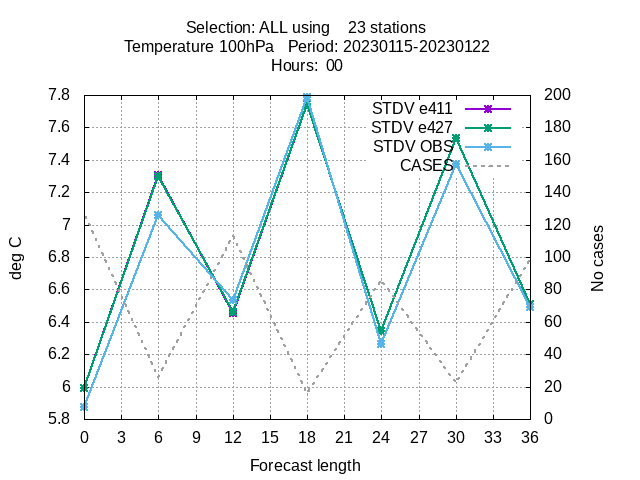 Selection: ALL using    23 stations
Temperature 100hPa   Period: 20230115-20230122
Hours:  00
7.8
7.6
7.4
7.2
7
6.8
6.6
6.4
6.2
6
5.8
deg C
STDV e411
STDV e427
STDV OBS
CASES
200
180
160
140
120
100
80
60
40
20
0
No cases
0 3 6 9 12 15 18 21 24 27 30 33 36
Forecast length